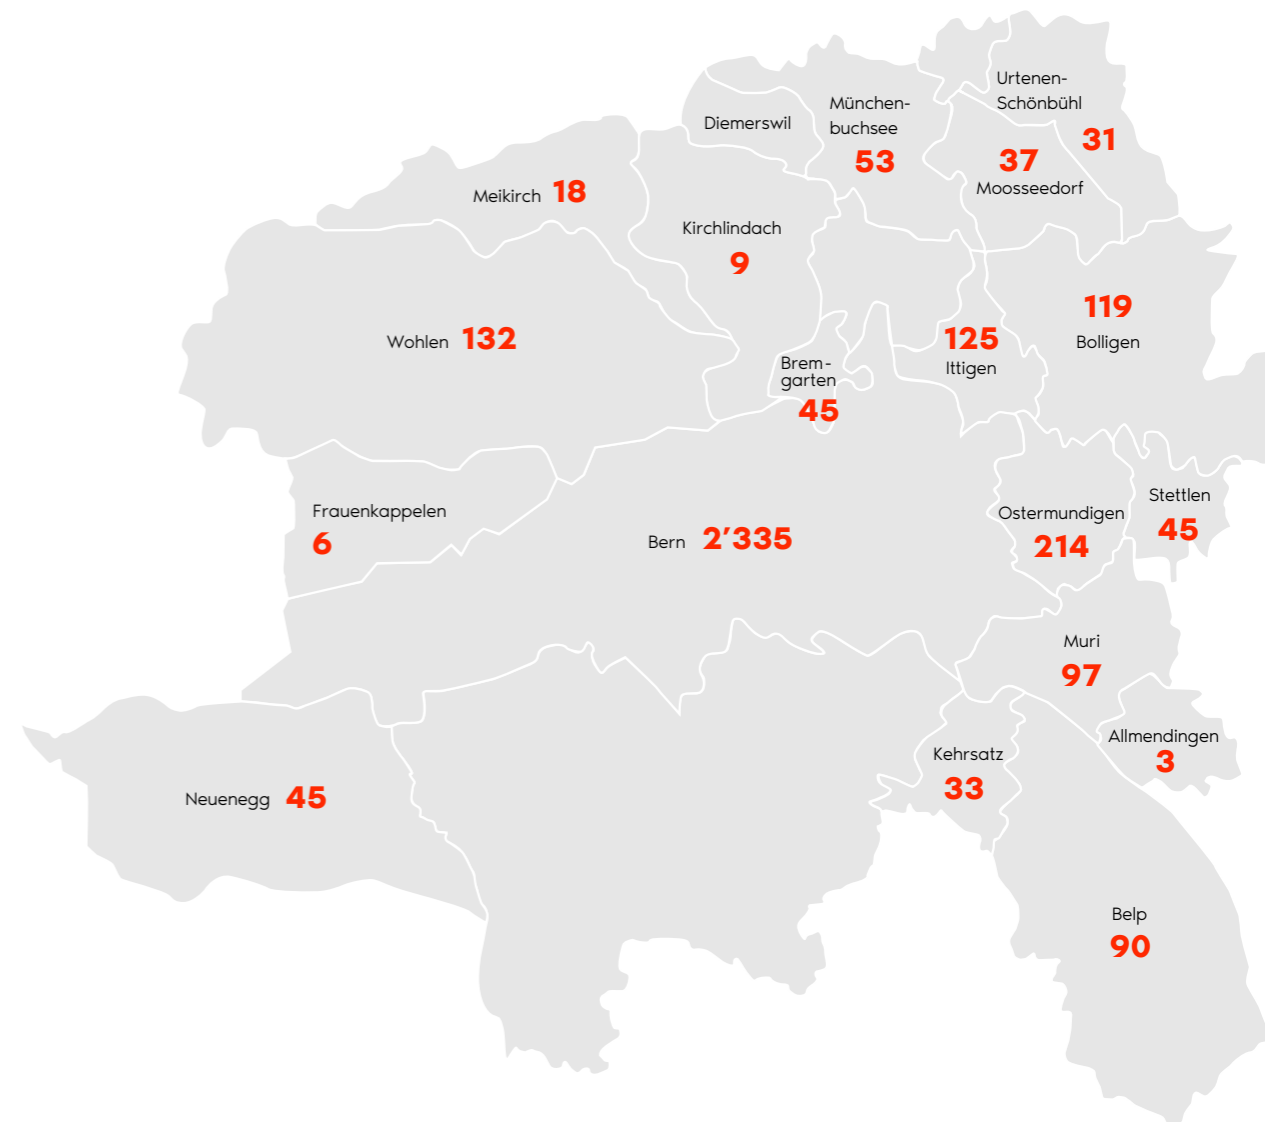 Urtenen-
Schönbühl
31
München-
buchsee
53
Diemerswil
37
Moosseedorf
Meikirch 18
Kirchlindach
9
119
Bolligen
Wohlen 132
125
Ittigen
Brem-
garten
45
Stettlen
45
Frauenkappelen
6
Ostermundigen
214
Bern 2’335
Muri
97
Allmendingen
3
Kehrsatz
33
Neuenegg 45
Belp
90